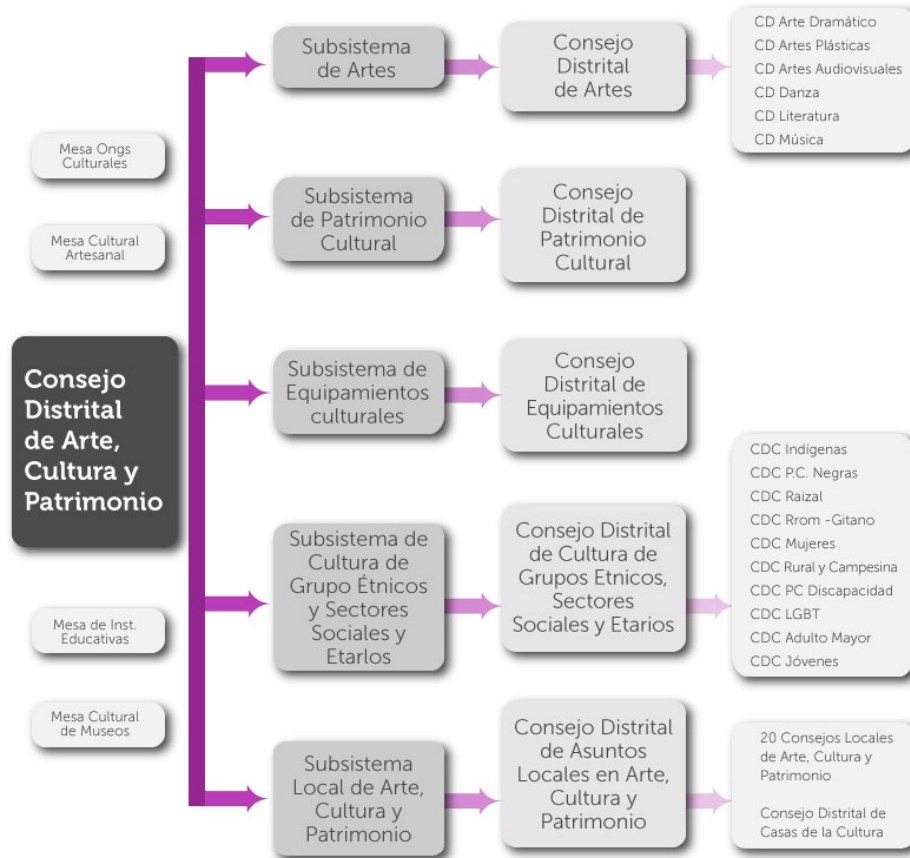 Mesa Ongs
Culturales
Mesa Cultural
Artesanal
Consejo
Distrital
de Arte,
Cultura y
Patrimonio
Mesa de Inst.
Educativas
Mesa Cultural
de Museos
Subsistema
de Artes
Consejo
Distrital
de Artes
CD Arte Dramático
CD Artes Plásticas
CD Artes Audiovisuales
CD Danza
CD Literatura
CD Música
Subsistema
de Patrimonio
Cultural
Consejo
Distrital de
Patrimonio
Cultural
Subsistema de
Equipamientos
culturales
Consejo
Distrital de
Equipamientos
Culturales
Subsistema de
Cultura de
Grupo Étnicos
y Sectores
Sociales y
Etarlos
Consejo Distrital
de Cultura de
Grupos Etnicos,
Sectores
Sociales y Etarios
CDC Indígenas
CDC P.C. Negras
CDC Raizal
CDC Rrom -Gitano
CDC Mujeres
CDC Rural y Campesina
CDC PC Discapacidad
CDC LGBT
CDC Adulto Mayor
CDC Jóvenes
Subsistema
Local de Arte,
Cultura y
Patrimonio
Consejo Distrital
de Asuntos
Locales en Arte,
Cultura y
Patrimonio
20 Consejos Locales
de Arte, Cultura y
Patrimonio
Consejo Distrital de
Casas de la Cultura